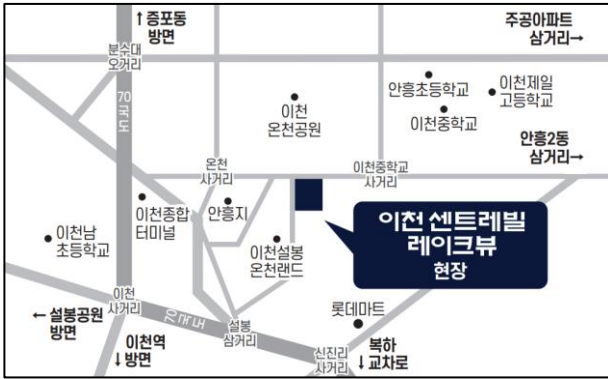 ↑ 증포동
방면
분수대
오거리
주공아파트
삼거리→
70국도
안흥초등학교
이천제일
고등학교
이천중학교
이천
온천공원
안흥2동
삼거리→
온천
사거리
이천중학교
사거리
이천종합
터미널
안흥지
이천남
초등학교
이천설봉
온천랜드
이천 센트레빌
레이크뷰
현장
이천
사거리
← 설봉공원
방면
이천역
↓ 방면
설봉
삼거리
롯데마트
신진리
사거리
복하
↓ 교차로